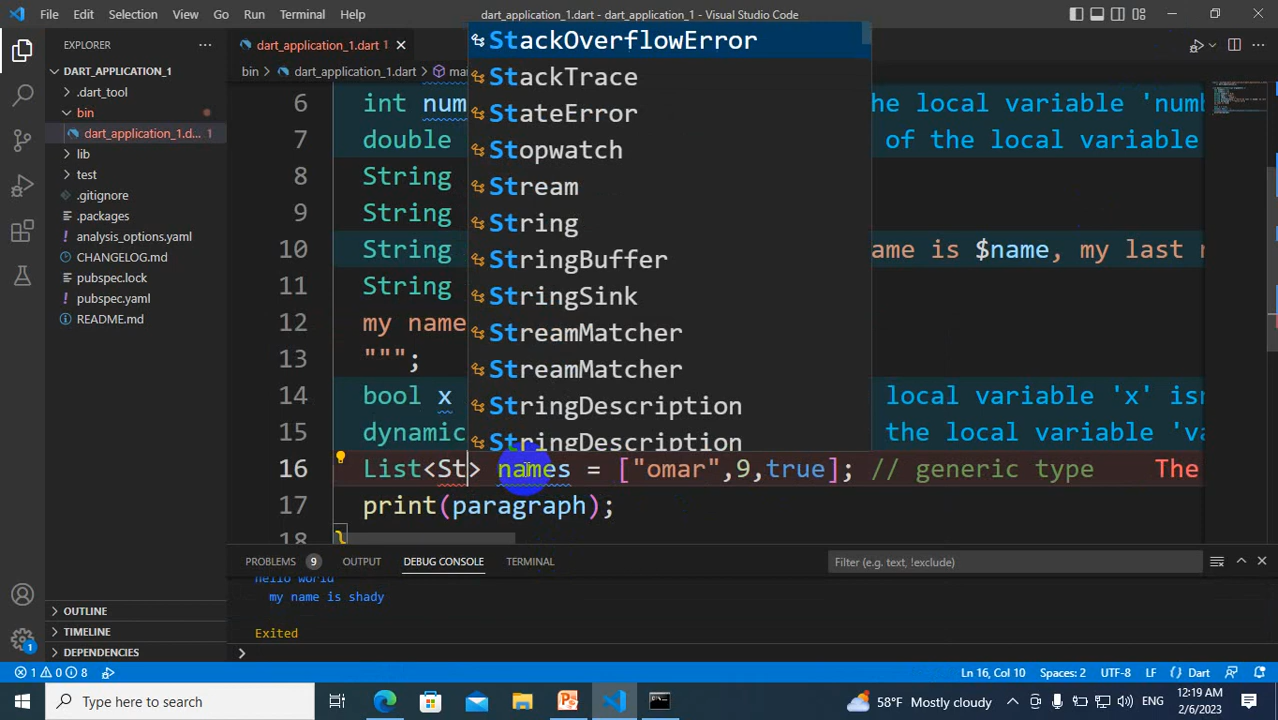 File Edit Selection View Go Run Terminal Help
dart_application_1.dart - dart_application_1 - Visual Studio Code
EXPLORER
DART_APPLICATION_1
.dart_tool
bin
dart_application_1.d... 1
lib
test
.gitignore
.packages
analysis_options.yaml
CHANGELOG.md
pubspec.lock
pubspec.yaml
README.md
OUTLINE
TIMELINE
DEPENDENCIES
dart_application_1.dart 1
bin > dart_application_1.dart >
6 int num he local variable 'numb
7 double of the local variable
8 String
9 String
10 String ame is $name, my last
11 String
12 my name
13 """;
14 bool x local variable 'x' isn
15 dynamic the local variable 'va
16 List<St> names = ["omar",9,true]; // generic type The
17 print(paragraph);
18 }
StackOverflowError
StackTrace
StateError
Stopwatch
Stream
String
StringBuffer
StringSink
StreamMatcher
StreamMatcher
StringDescription
StringDescription
PROBLEMS 9 OUTPUT DEBUG CONSOLE TERMINAL
Filter (e.g. text, !exclude)
hello world
my name is shady
Exited
1 0 8
Ln 16, Col 10 Spaces: 2 UTF-8 LF {} Dart
1
Type here to search
58°F Mostly cloudy
ENG
12:19 AM
2/6/2023